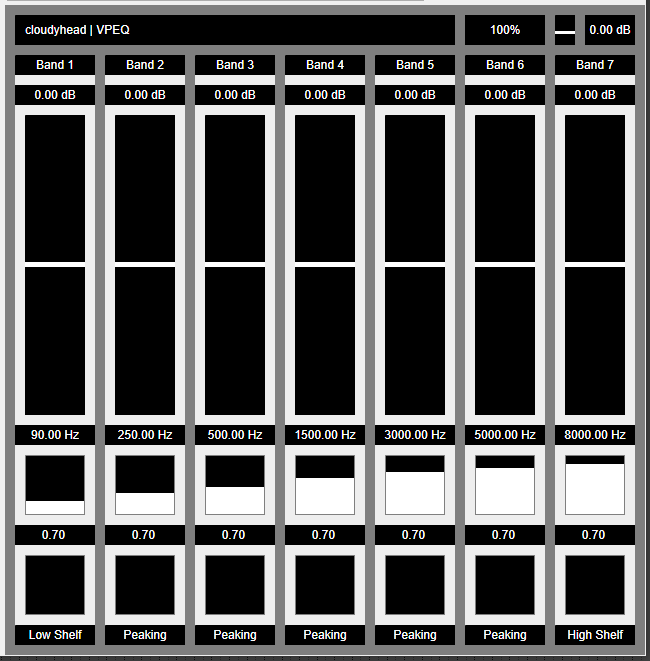 cloudyhead | VPEQ 100% 0.00 dB
Band 1 Band 2 Band 3 Band 4 Band 5 Band 6 Band 7
0.00 dB 0.00 dB 0.00 dB 0.00 dB 0.00 dB 0.00 dB 0.00 dB
90.00 Hz 250.00 Hz 500.00 Hz 1500.00 Hz 3000.00 Hz 5000.00 Hz 8000.00 Hz
0.70 0.70 0.70 0.70 0.70 0.70 0.70
Low Shelf Peaking Peaking Peaking Peaking Peaking High Shelf